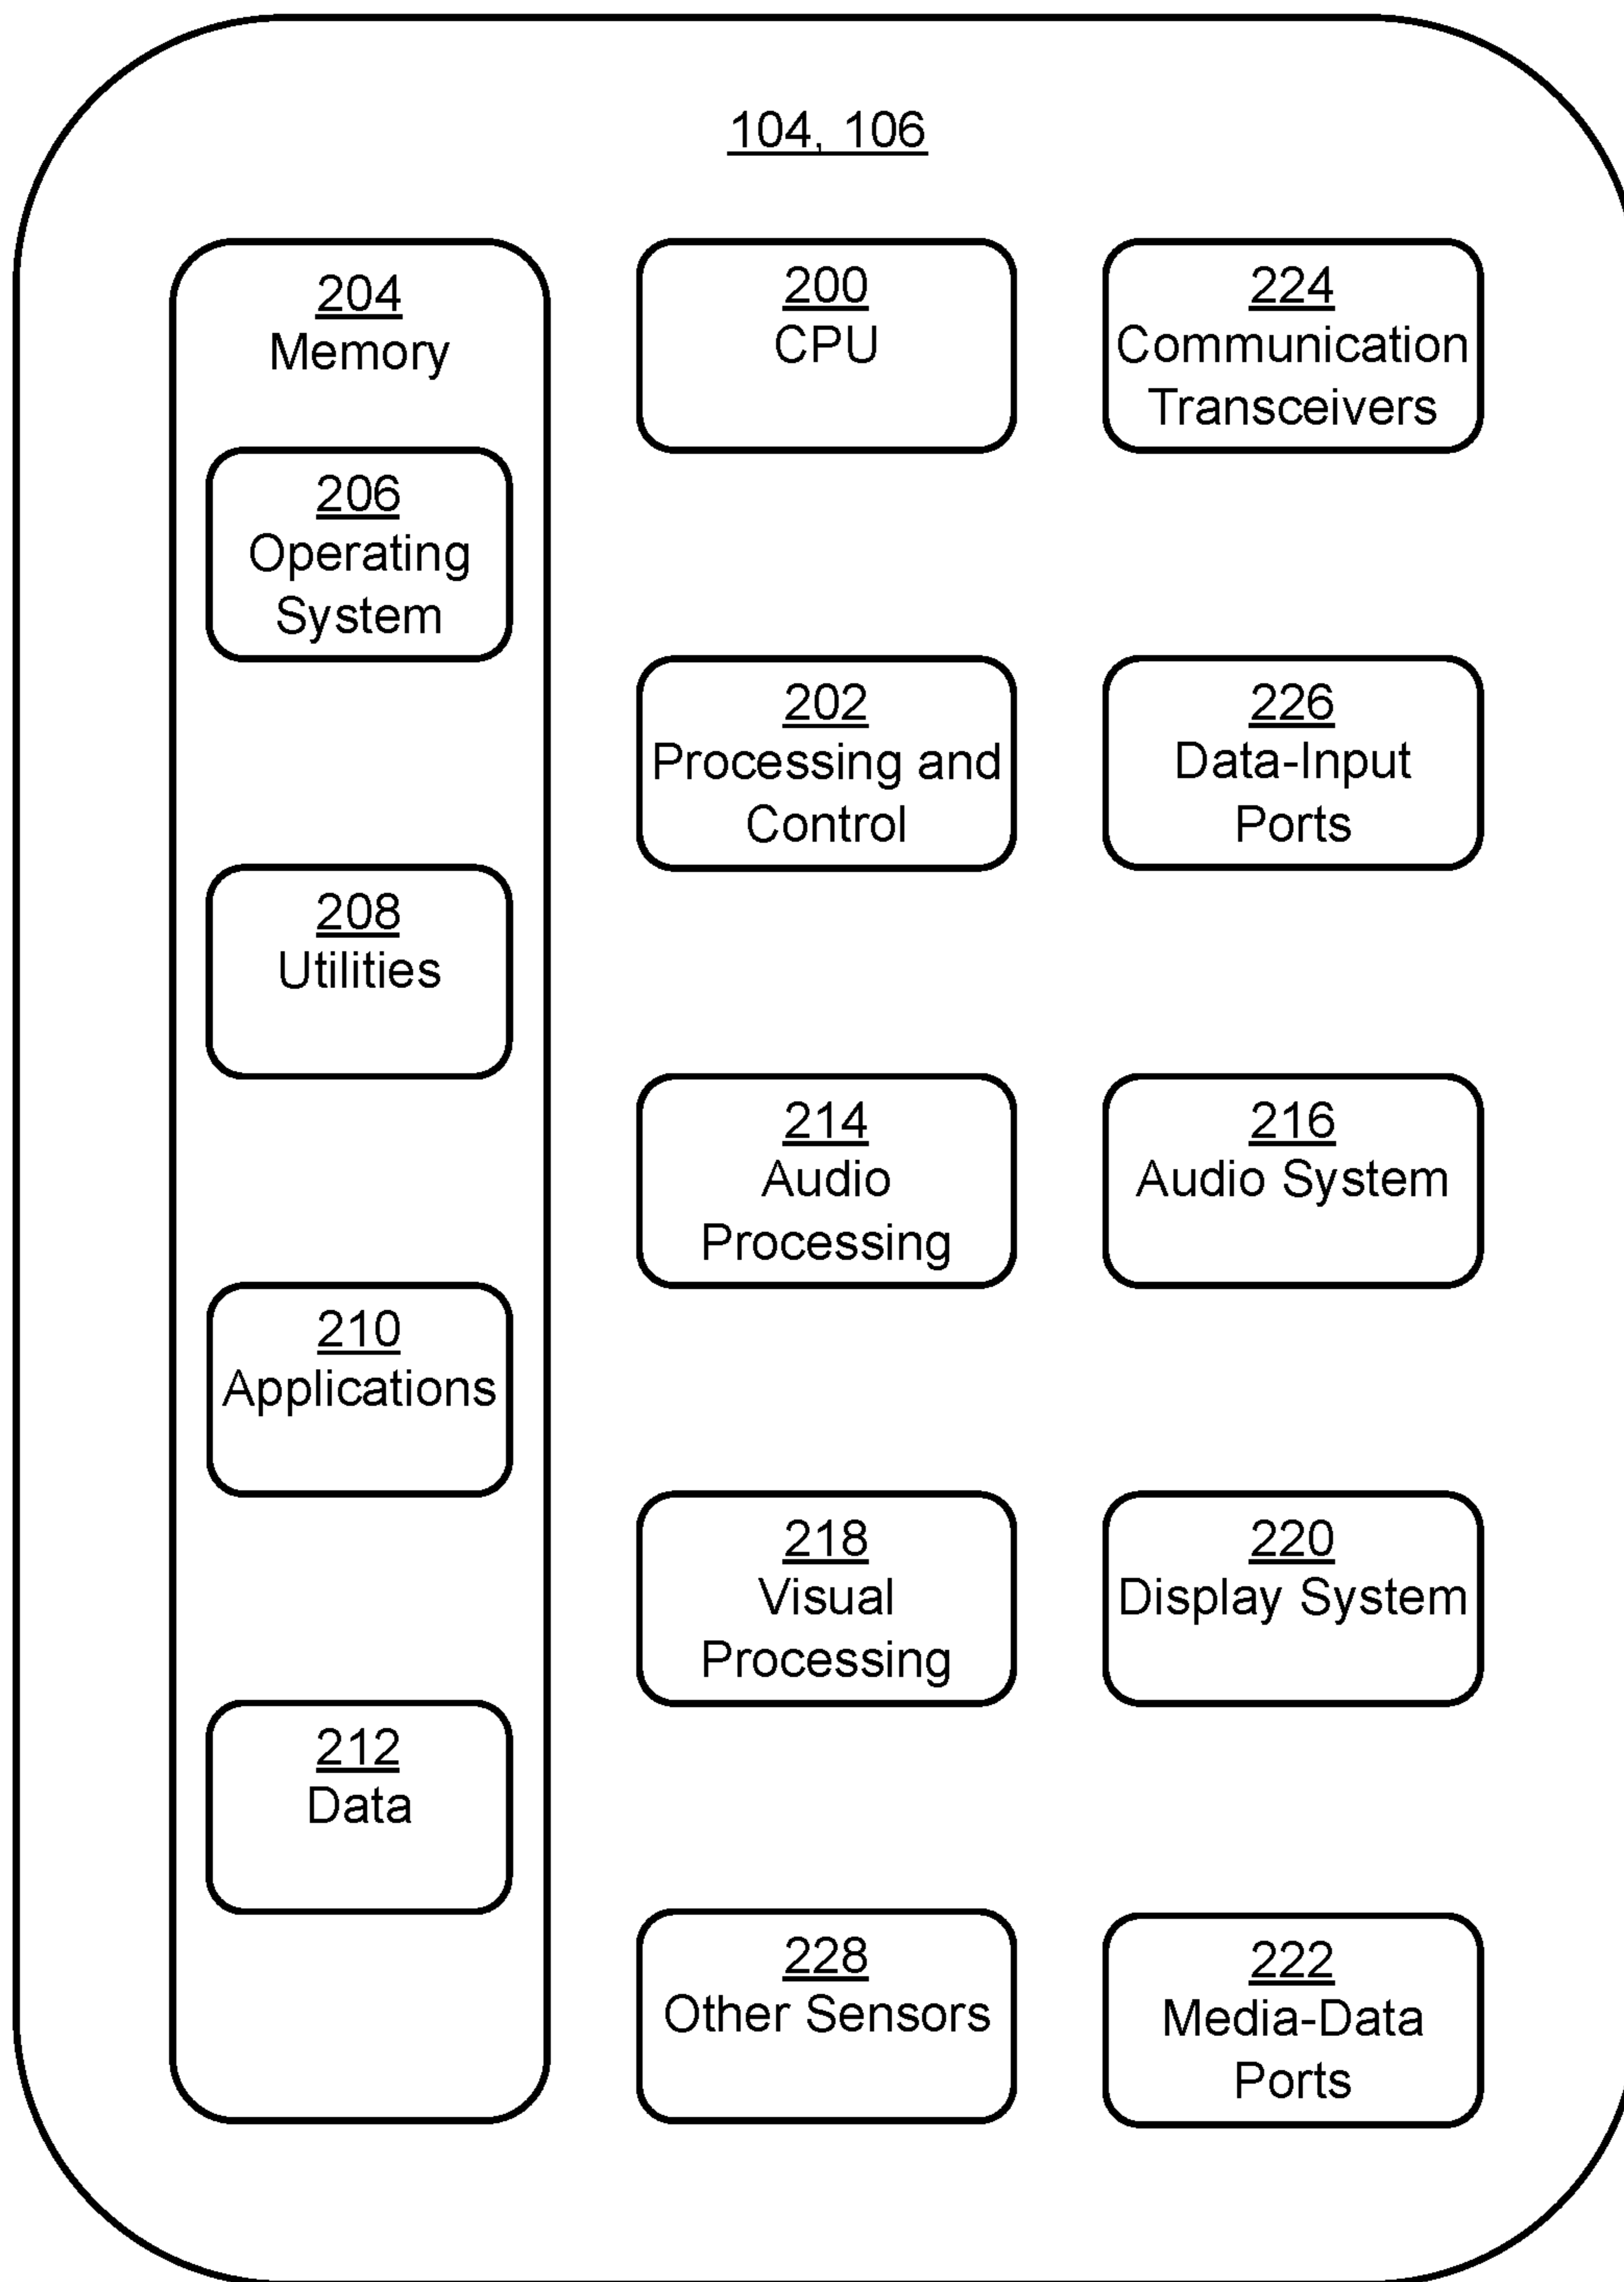 104, 106
204
Memory
206
Operating
System
208
Utilities
210
Applications
212
Data
200
CPU
202
Processing and
Control
214
Audio
Processing
218
Visual
Processing
228
Other Sensors
224
Communication
Transceivers
226
Data-Input
Ports
216
Audio System
220
Display System
222
Media-Data
Ports